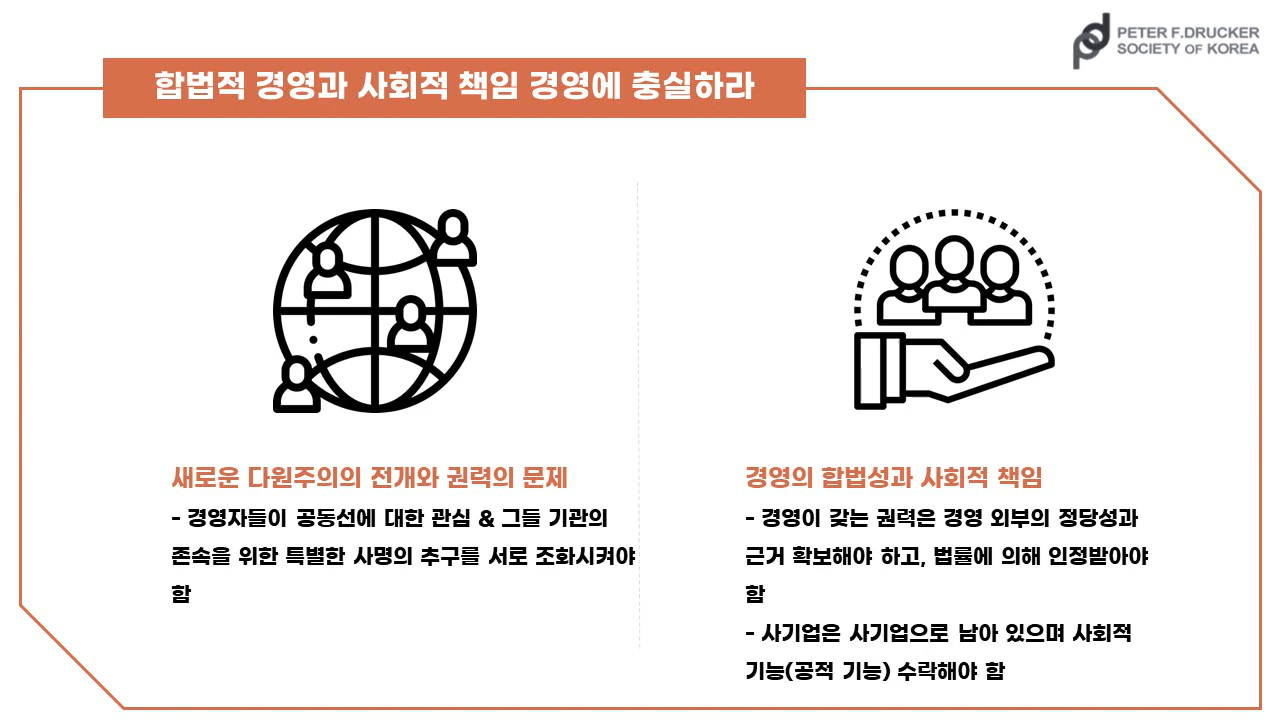 PETER F.DRUCKER
SOCIETY OF KOREA
합법적 경영과 사회적 책임 경영에 충실하라
새로운 다원주의의 전개와 권력의 문제
- 경영자들이 공동선에 대한 관심 & 그들 기관의
존속을 위한 특별한 사명의 추구를 서로 조화시켜야
함
경영의 합법성과 사회적 책임
- 경영이 갖는 권력은 경영 외부의 정당성과
근거 확보해야 하고, 법률에 의해 인정받아야
함
- 사기업은 사기업으로 남아 있으며 사회적
기능(공적 기능) 수락해야 함